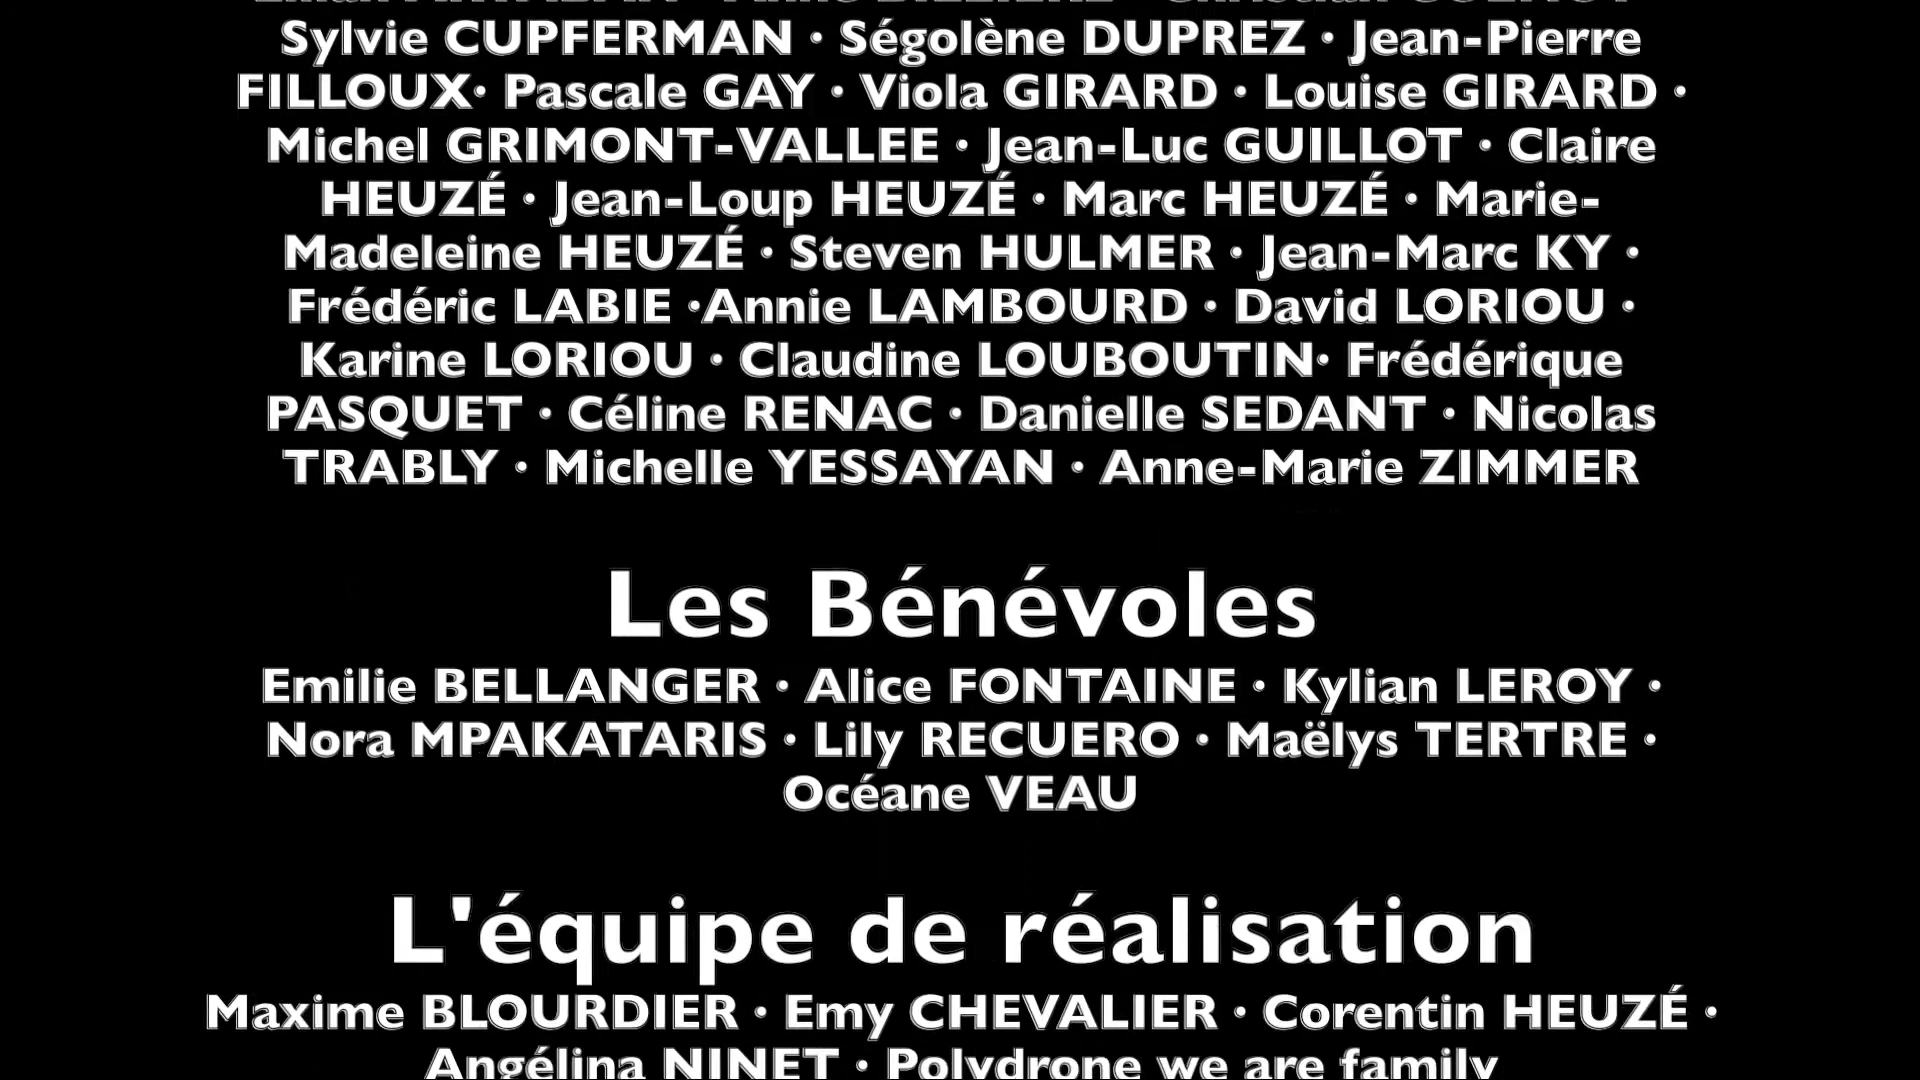 Sylvie CUPFERMAN • Ségolène DUPREZ • Jean-Pierre
FILLOUX• Pascale GAY • Viola GIRARD • Louise GIRARD •
Michel GRIMONT-VALLEE • Jean-Luc GUILLOT • Claire
HEUZÉ • Jean-Loup HEUZÉ • Marc HEUZÉ • Marie-
Madeleine HEUZÉ • Steven HULMER • Jean-Marc KY •
Frédéric LABIE •Annie LAMBOURD • David LORIOU •
Karine LORIOU • Claudine LOUBOUTIN• Frédérique
PASQUET • Céline RENAC • Danielle SEDANT • Nicolas
TRABLY • Michelle YESSAYAN • Anne-Marie ZIMMER
Les Bénévoles
Emilie BELLANGER • Alice FONTAINE • Kylian LEROY •
Nora MPAKATARIS • Lily RECUERO • Maëlys TERTRE •
Océane VEAU
L'équipe de réalisation
Maxime BLOURDIER • Emy CHEVALIER • Corentin HEUZÉ •
Angélina NINET • Polydrone we are family